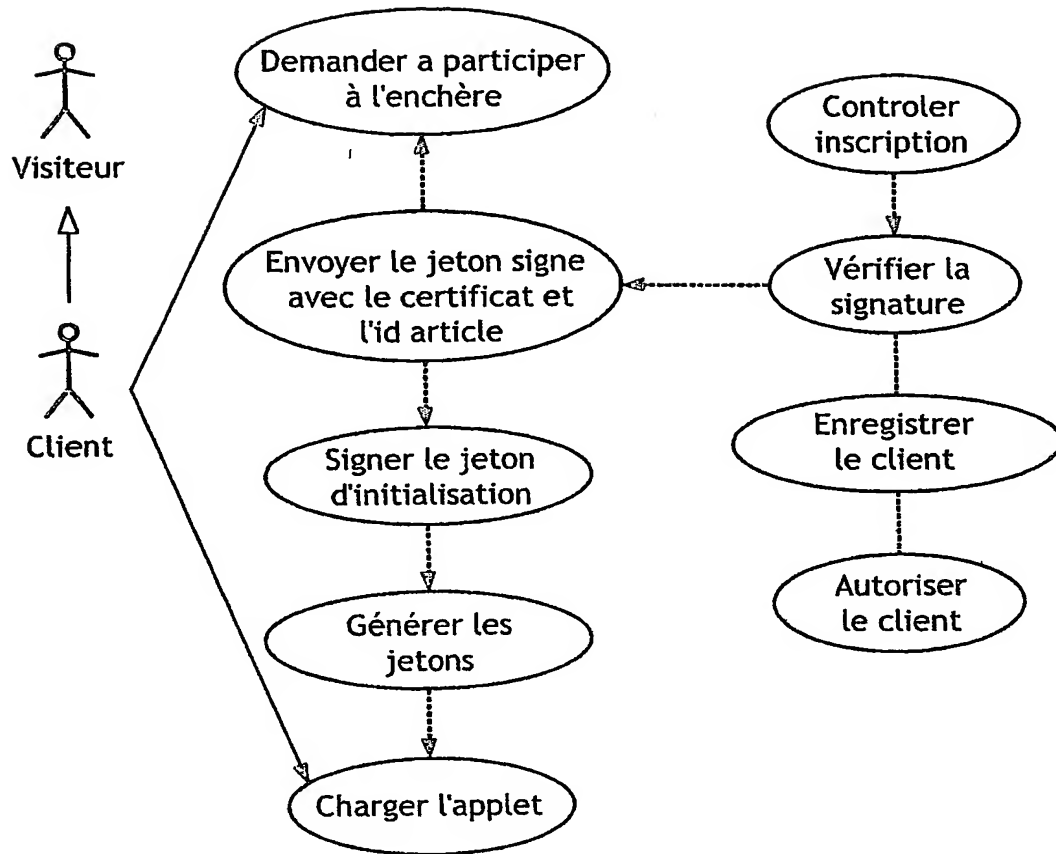 Visiteur
Client
Demander a participer
à l'enchère
Envoyer le jeton signe
avec le certificat et
l'id article
Signer le jeton
d'initialisation
Générer les
jetons
Charger l'applet
Controler
inscription
Vérifier la
signature
Enregistrer
le client
Autoriser
le client